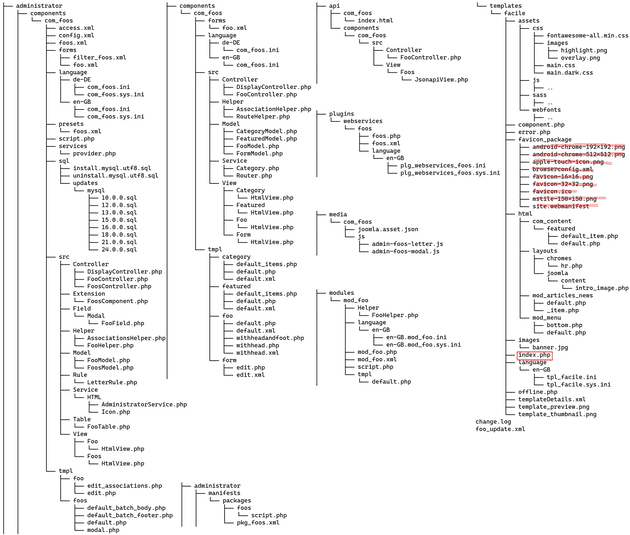 administrator
components
com_foos
access.xml
config.xml
foos.xml
forms
filter_foos.xml
foo.xml
language
de-DE
com_foos.ini
com_foos.sys.ini
en-GB
com_foos.ini
com_foos.sys.ini
presets
foos.xml
script.php
services
provider.php
sql
install.mysql.utf8.sql
uninstall.mysql.utf8.sql
updates
mysql
10.0.0.sql
12.0.0.sql
13.0.0.sql
15.0.0.sql
16.0.0.sql
18.0.0.sql
21.0.0.sql
24.0.0.sql
src
Controller
DisplayController.php
FooController.php
FoosController.php
Extension
FoosComponent.php
Field
Modal
FooField.php
Helper
AssociationsHelper.php
FooHelper.php
Model
FooModel.php
FoosModel.php
Rule
LetterRule.php
Service
HTML
AdministratorService.php
Icon.php
Table
FooTable.php
View
Foo
HtmlView.php
Foos
HtmlView.php
tmpl
foo
edit_associations.php
edit.php
foos
default_batch_body.php
default_batch_footer.php
default.php
modal.php
components
com_foos
forms
foo.xml
language
de-DE
com_foos.ini
en-GB
com_foos.ini
src
Controller
DisplayController.php
FooController.php
Helper
AssociationHelper.php
RouteHelper.php
Model
CategoryModel.php
FeaturedModel.php
FooModel.php
FormModel.php
Service
Category.php
Router.php
View
Category
HtmlView.php
Featured
HtmlView.php
Foo
HtmlView.php
Form
HtmlView.php
tmpl
category
default_items.php
default.php
default.xml
featured
default_items.php
default.php
default.xml
foo
default.php
default.xml
withheadandfoot.php
withhead.php
withhead.xml
form
edit.php
edit.xml
administrator
manifests
packages
foos
script.php
pkg_foos.xml
api
com_foos
index.html
components
com_foos
src
Controller
FooController.php
View
Foos
JsonapiView.php
plugins
webservices
foos
foos.php
foos.xml
language
en-GB
plg_webservices_foos.ini
plg_webservices_foos.sys.ini
media
com_foos
joomla.asset.json
js
admin-foos-letter.js
admin-foos-modal.js
modules
mod_foo
Helper
FooHelper.php
language
en-GB
en-GB.mod_foo.ini
en-GB.mod_foo.sys.ini
mod_foo.php
mod_foo.xml
script.php
tmpl
default.php
templates
facile
assets
css
fontawesome-all.min.css
images
highlight.png
overlay.png
main.css
main.dark.css
js
..
sass
..
webfonts
..
component.php
error.php
favicon_package
android-chrome-192x192.png
android-chrome-512x512.png
apple-touch-icon.png
browserconfig.xml
favicon-16x16.png
favicon-32x32.png
favicon.ico
mstile-150x150.png
site.webmanifest
html
com_content
featured
default_item.php
default.php
layouts
chromes
hr.php
joomla
content
intro_image.php
mod_articles_news
default.php
_item.php
mod_menu
bottom.php
default.php
images
banner.jpg
index.php
language
en-GB
tpl_facile.ini
tpl_facile.sys.ini
offline.php
templateDetails.xml
template_preview.png
template_thumbnail.png
change.log
foo_update.xml